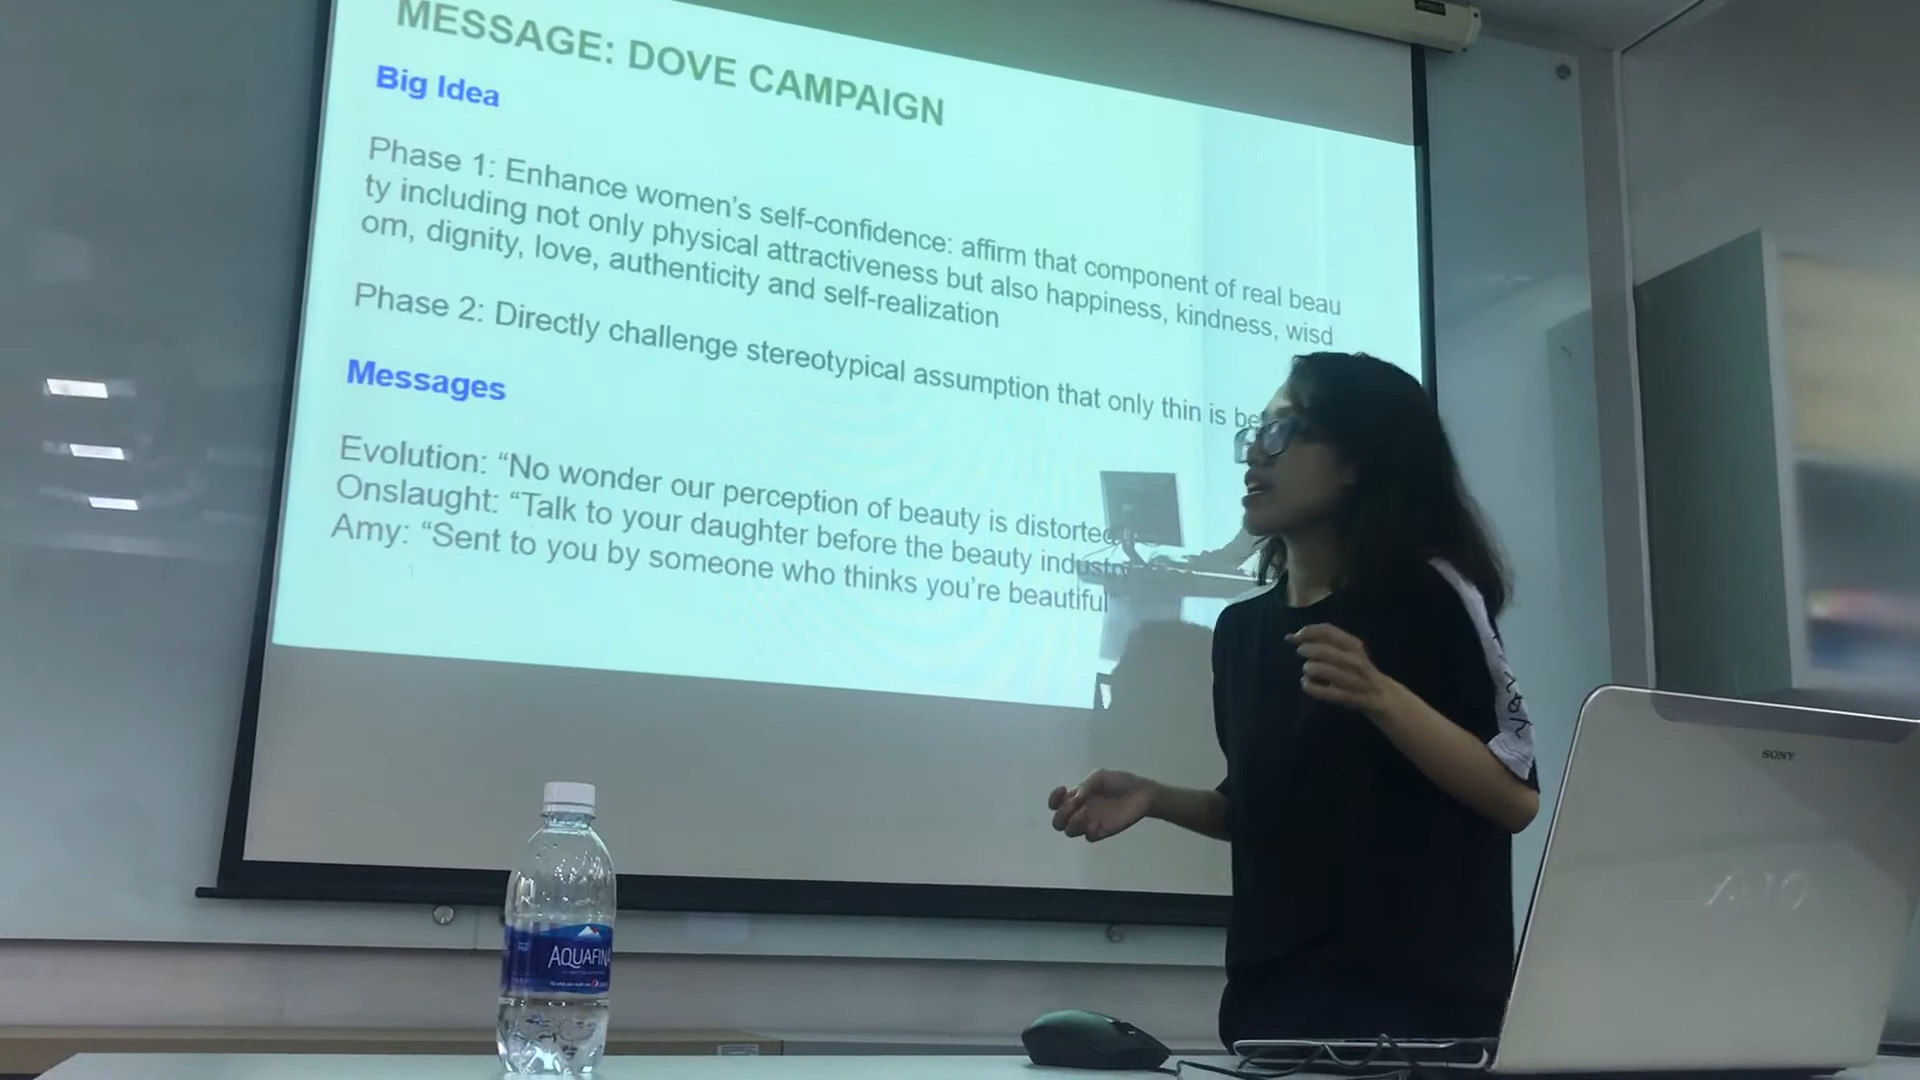 MESSAGE: DOVE CAMPAIGN
Big Idea
Phase 1: Enhance women's self-confidence: affirm that component of real beau
ty including not only physical attractiveness but also happiness, kindness, wisd
om, dignity, love, authenticity and self-realization
Phase 2: Directly challenge stereotypical assumption that only thin is be
Messages
Evolution: “No wonder our perception of beauty is distorted
Onslaught: “Talk to your daughter before the beauty industry
Amy: “Sent to you by someone who thinks you're beautiful
SONY
AQUAFINA